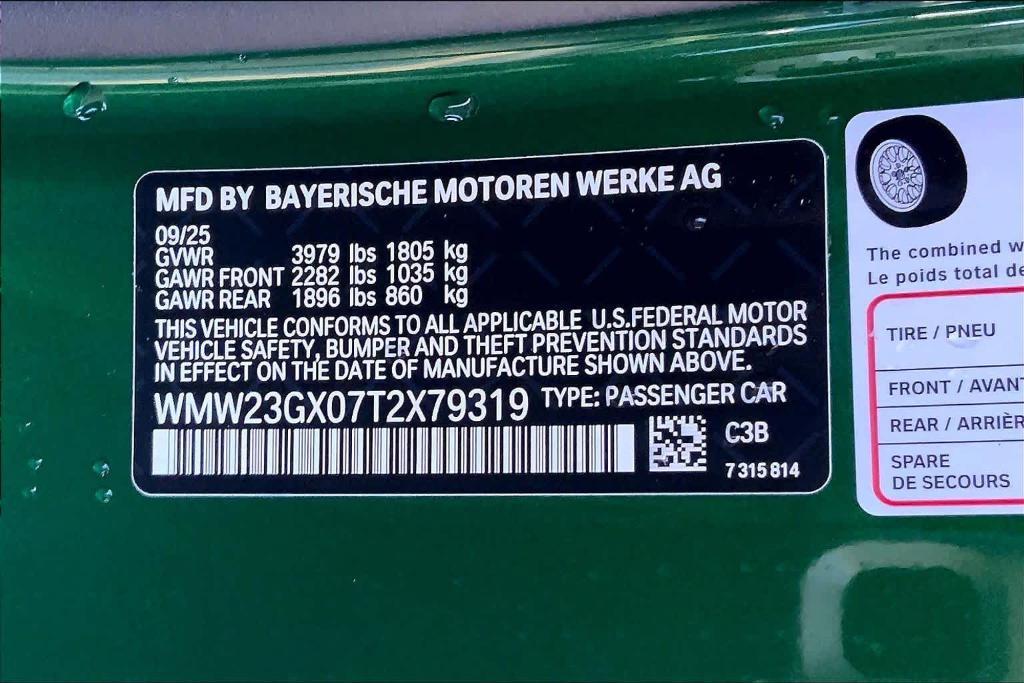 MFD BY BAYERISCHE MOTOREN WERKE AG
09/25
GVWR 3979 lbs 1805 kg
GAWR FRONT 2282 lbs 1035 kg
GAWR REAR 1896 lbs 860 kg
THIS VEHICLE CONFORMS TO ALL APPLICABLE U.S.FEDERAL MOTOR
VEHICLE SAFETY, BUMPER AND THEFT PREVENTION STANDARDS
IN EFFECT ON THE DATE OF MANUFACTURE SHOWN ABOVE.
WMW23GX07T2X79319 TYPE: PASSENGER CAR
C3B
7 315 814
The combined
Le poids total
TIRE / PNEU
FRONT / AVANT
REAR /
SPARE
DE SECOURS